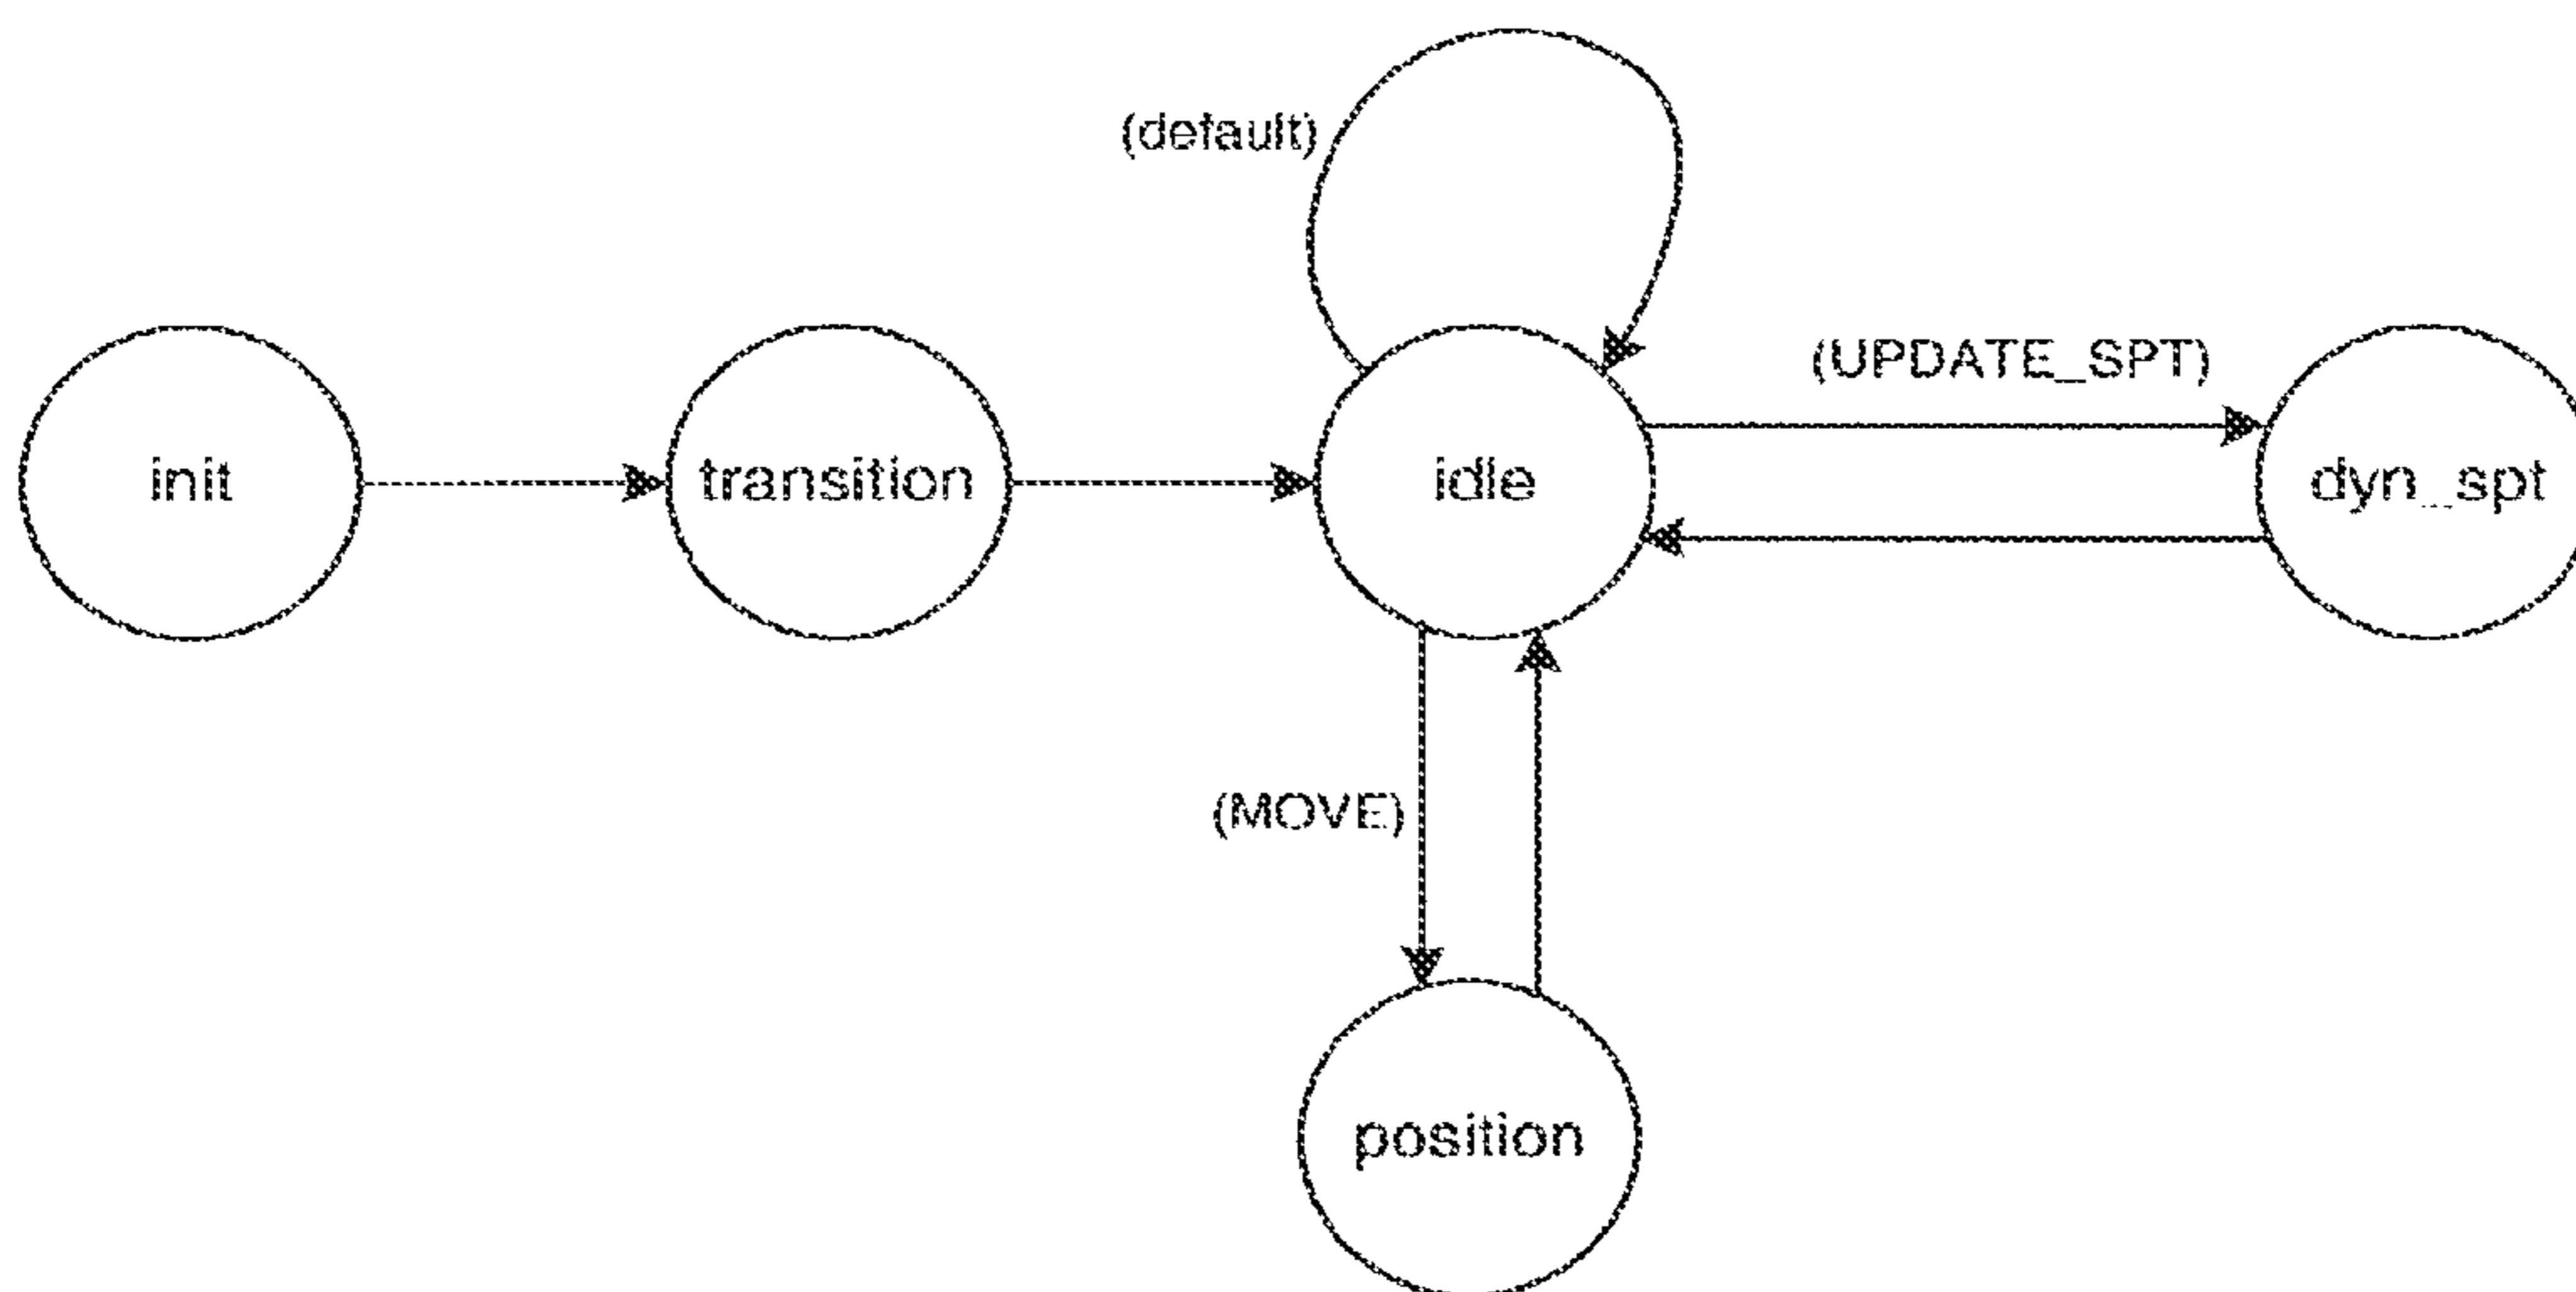 (default)
(UPDATE_SPT)
init
transition
idle
dyn_spt
(MOVE)
position